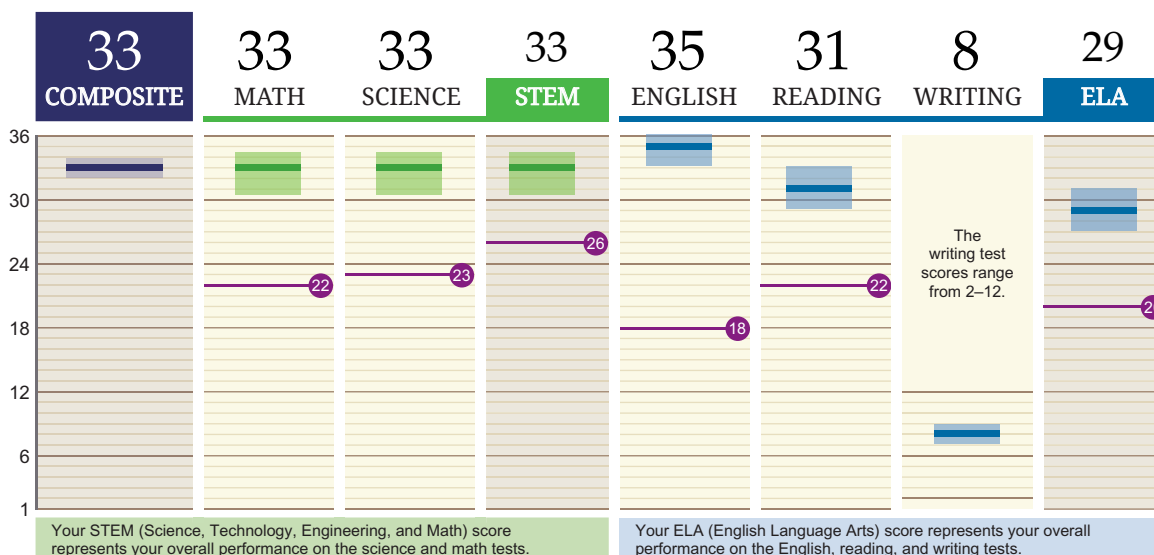 33 33 33 33 35 31 8 29
COMPOSITE MATH SCIENCE STEM ENGLISH READING WRITING ELA
36
30
24
18
12
6
1
26
23
22
22
18
The
writing test
scores range
from 2–12.
Your STEM (Science, Technology, Engineering, and Math) score
represents your overall performance on the science and math tests.
Your ELA (English Language Arts) score represents your overall
performance on the English, reading, and writing tests.